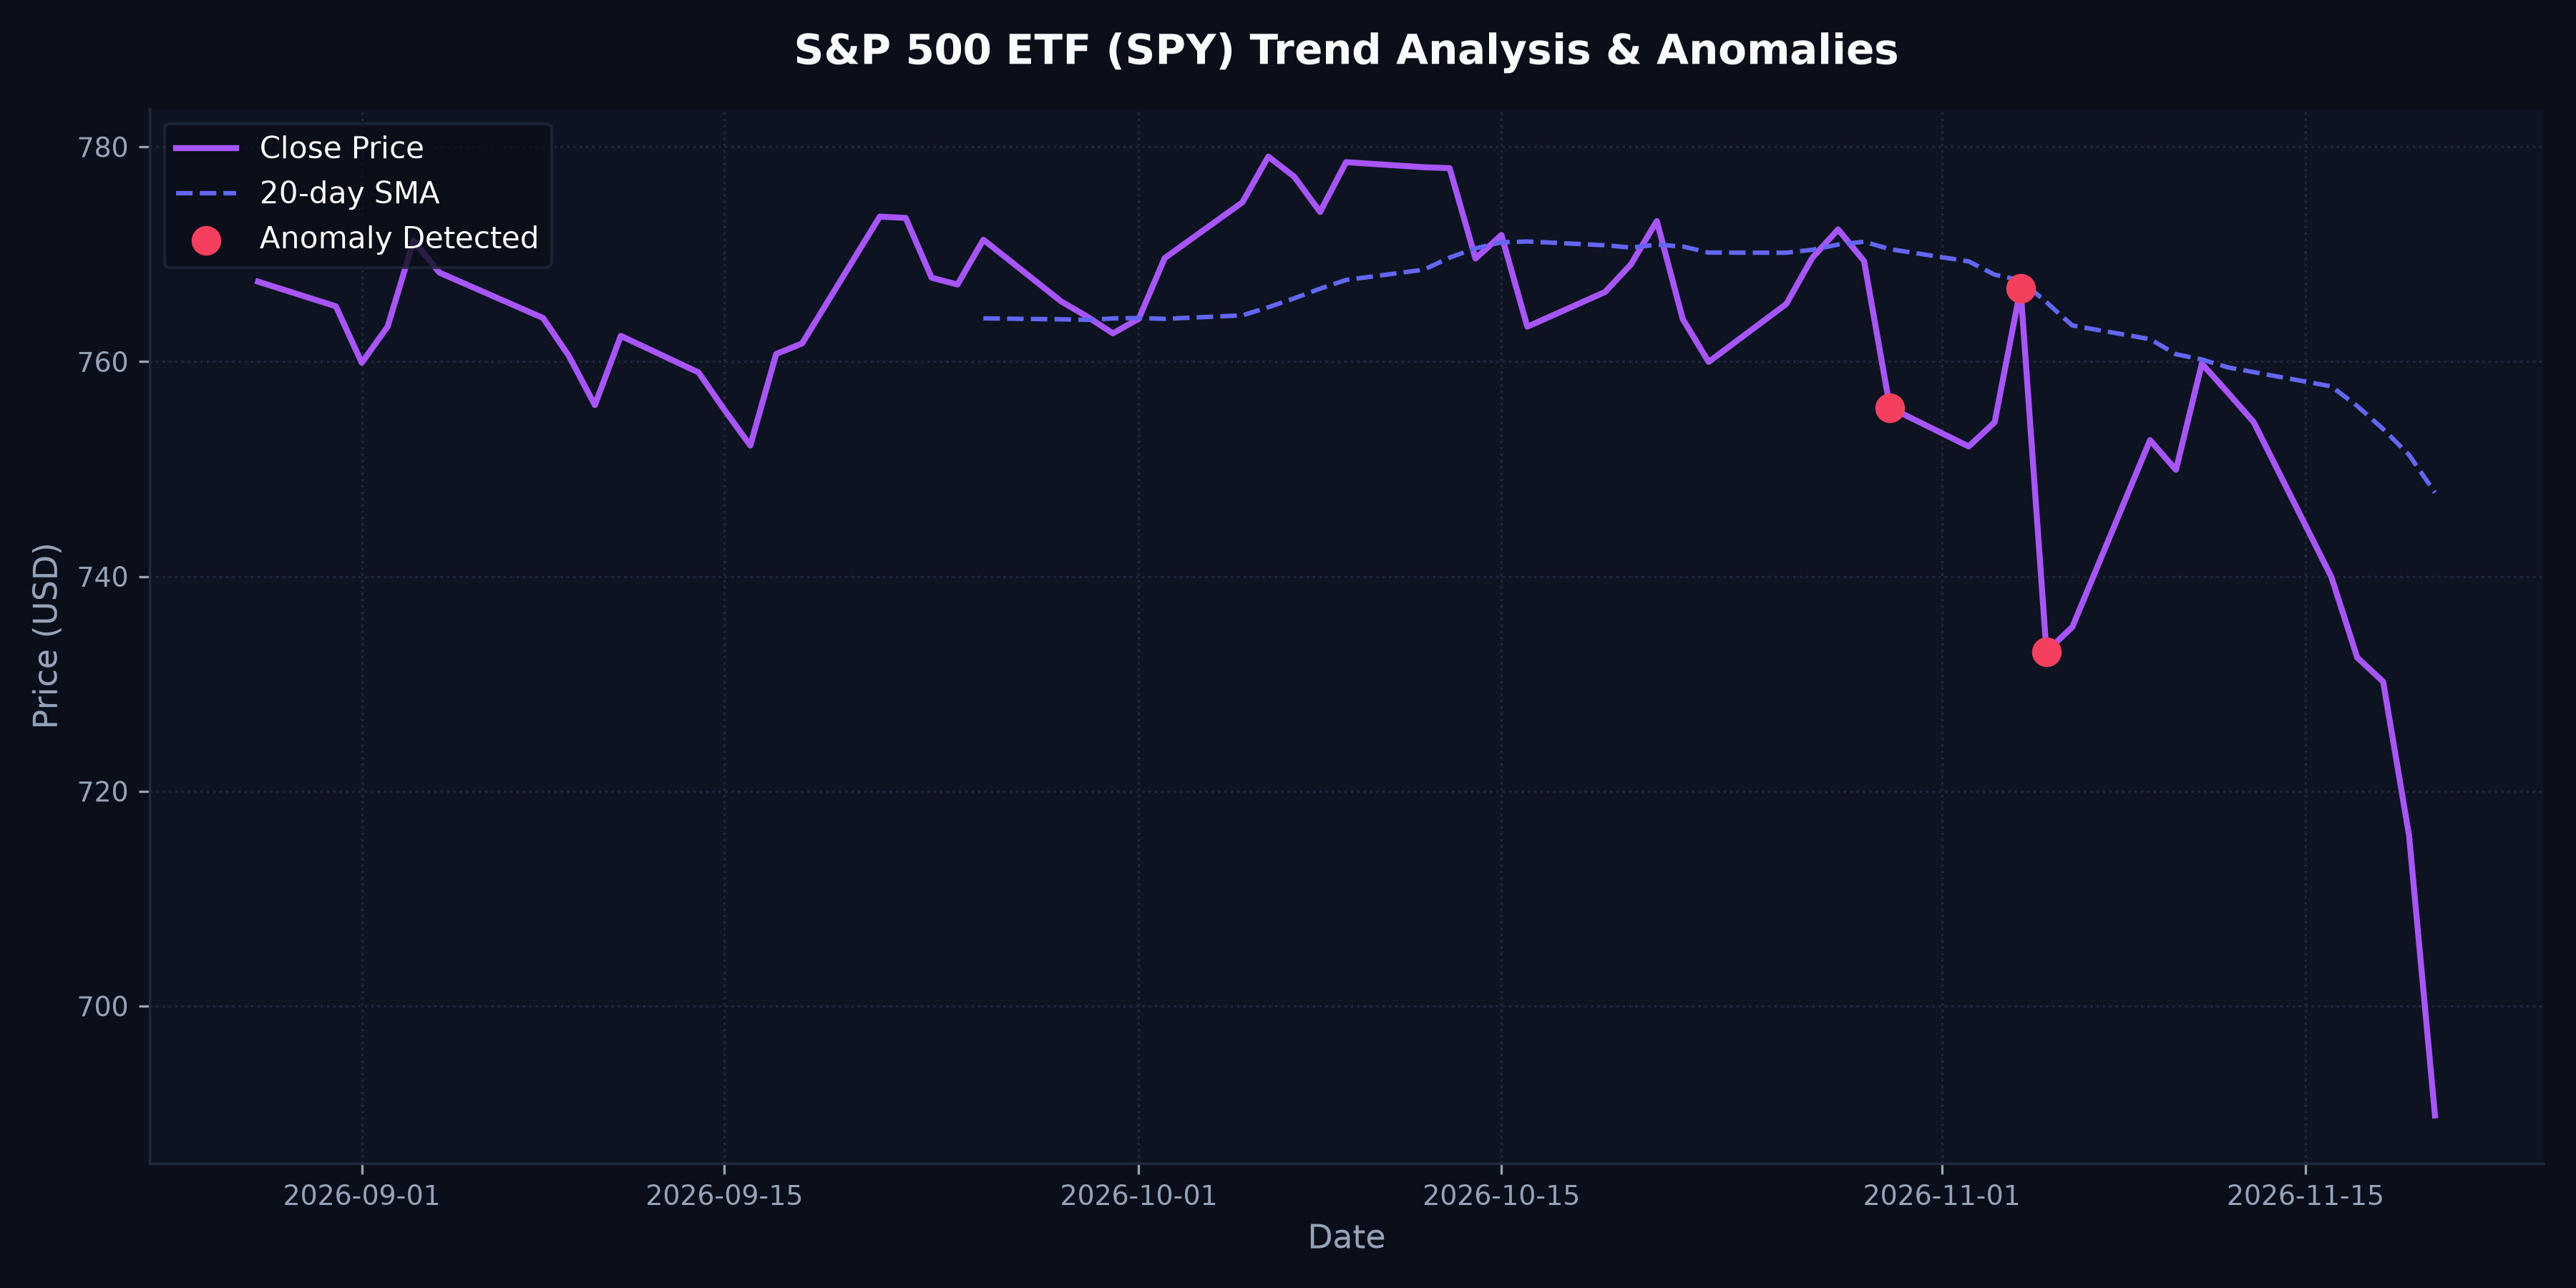 S&P 500 ETF (SPY) Trend Analysis & Anomalies
Close Price
20-day SMA
Anomaly Detected
Price (USD)
780
760
740
720
700
2026-09-01
2026-09-15
2026-10-01
2026-10-15
2026-11-01
2026-11-15
Date